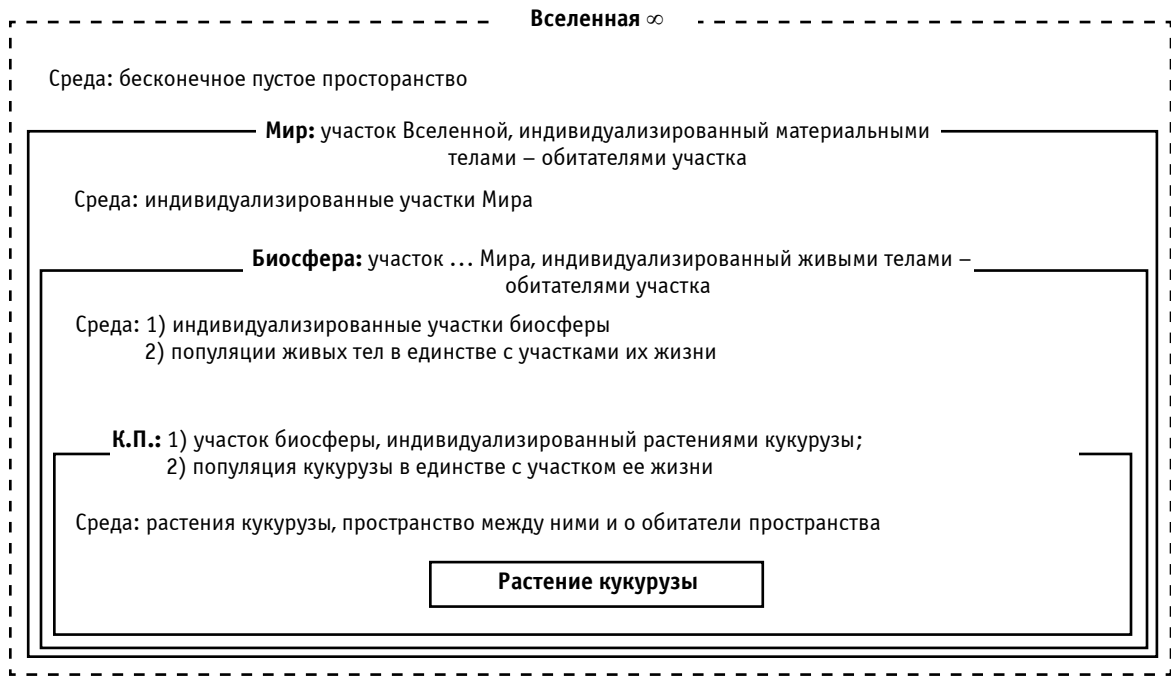 Вселенная ∞
Среда: бесконечное пустое просторанство
Мир: участок Вселенной, индивидуализированный материальными
телами – обитателями участка
Среда: индивидуализированные участки Мира
Биосфера: участок … Мира, индивидуализированный живыми телами –
обитателями участка
Среда: 1) индивидуализированные участки биосферы
2) популяции живых тел в единстве с участками их жизни
К.П.: 1) участок биосферы, индивидуализированный растениями кукурузы;
2) популяция кукурузы в единстве с участком ее жизни
Среда: растения кукурузы, пространство между ними и о обитатели пространства
Растение кукурузы